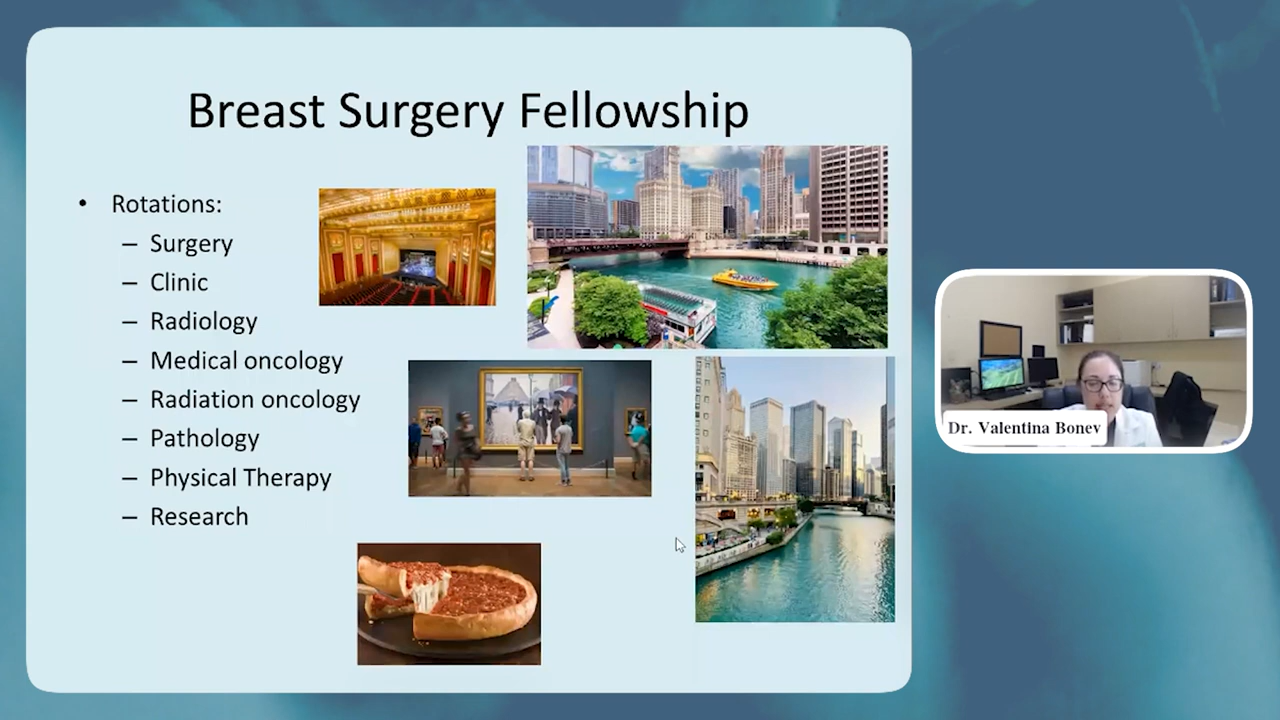 Breast Surgery Fellowship
• Rotations:
– Surgery
– Clinic
– Radiology
– Medical oncology
– Radiation oncology
– Pathology
– Physical Therapy
– Research
Dr. Valentina Bonev